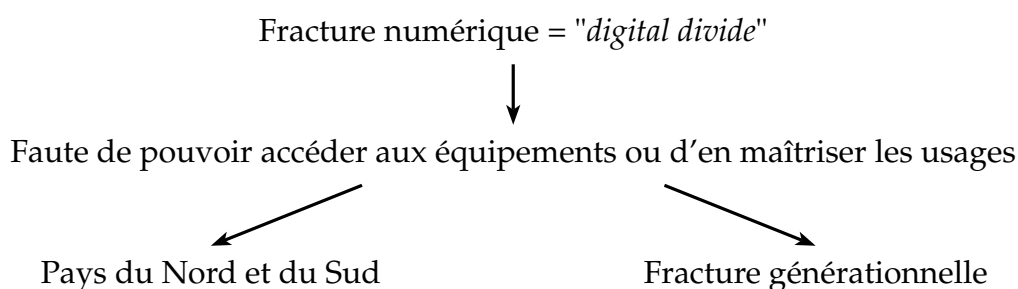 Fracture numérique = "digital divide"
Faute de pouvoir accéder aux équipements ou d'en maîtriser les usages
Pays du Nord et du Sud
Fracture générationnelle